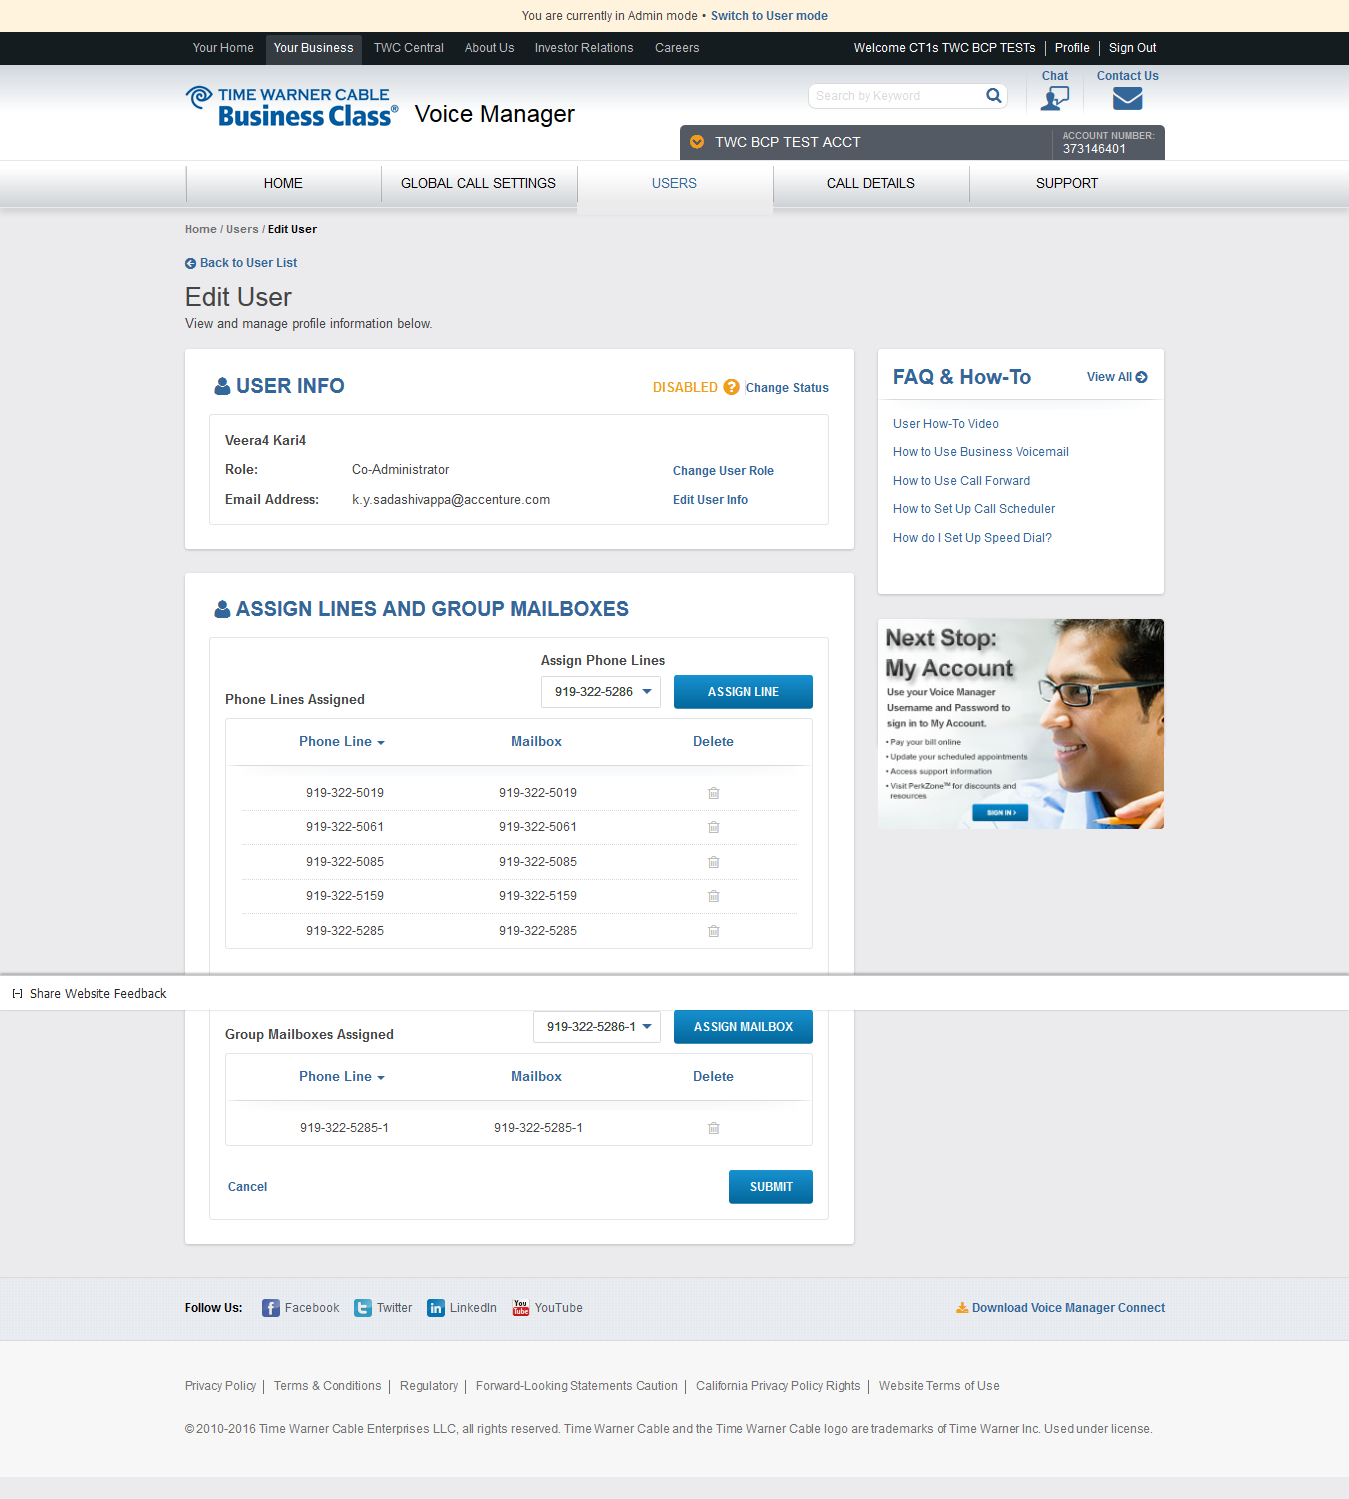 You are currently in Admin mode • Switch to User mode
Your Home Your Business TWC Central About Us Investor Relations Careers Welcome CT1s TWC BCP TESTs Profile Sign Out
TIME WARNER CABLE
Business Class® Voice Manager
Search by Keyword
Chat Contact Us
TWC BCP TEST ACCT
ACCOUNT NUMBER:
373146401
HOME GLOBAL CALL SETTINGS USERS CALL DETAILS SUPPORT
Home / Users / Edit User
Back to User List
Edit User
View and manage profile information below.
USER INFO DISABLED ? Change Status
Veera4 Kari4
Role: Co-Administrator Change User Role
Email Address: k.y.sadashivappa@accenture.com Edit User Info
FAQ & How-To View All
User How-To Video
How to Use Business Voicemail
How to Use Call Forward
How to Set Up Call Scheduler
How do I Set Up Speed Dial?
ASSIGN LINES AND GROUP MAILBOXES
Assign Phone Lines
Phone Lines Assigned 919-322-5286 ASSIGN LINE
Phone Line Mailbox Delete
919-322-5019 919-322-5019
919-322-5061 919-322-5061
919-322-5085 919-322-5085
919-322-5159 919-322-5159
919-322-5285 919-322-5285
Next Stop:
My Account
Use your Voice Manager
Username and Password to
sign in to My Account.
• Pay your bill online
• Update your scheduled appointments
• Access support information
• Visit PerkZone™ for discounts and
resources
SIGN IN >
[-] Share Website Feedback
Group Mailboxes Assigned 919-322-5286-1 ASSIGN MAILBOX
Phone Line Mailbox Delete
919-322-5285-1 919-322-5285-1
Cancel SUBMIT
Follow Us: Facebook Twitter LinkedIn YouTube Download Voice Manager Connect
Privacy Policy | Terms & Conditions | Regulatory | Forward-Looking Statements Caution | California Privacy Policy Rights | Website Terms of Use
© 2010-2016 Time Warner Cable Enterprises LLC, all rights reserved. Time Warner Cable and the Time Warner Cable logo are trademarks of Time Warner Inc. Used under license.